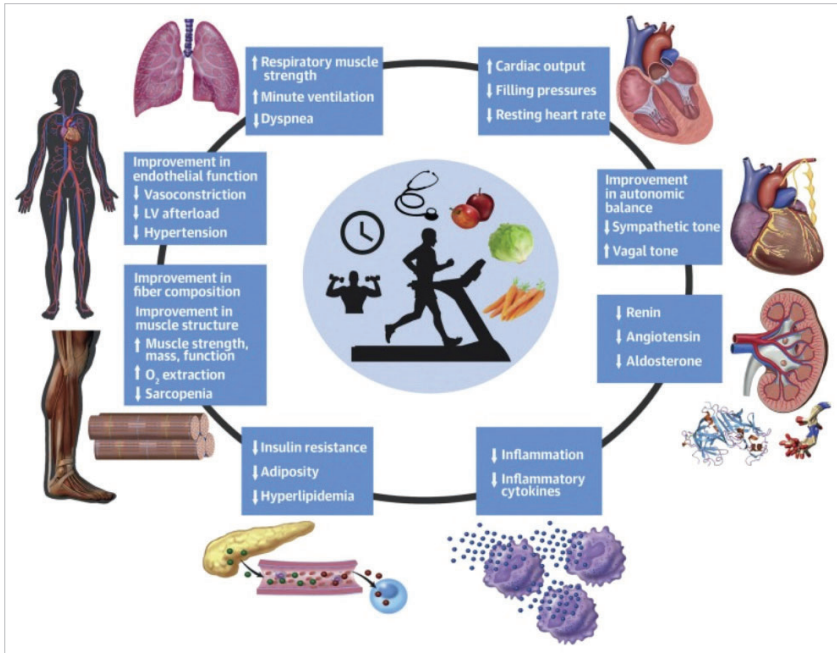 ↑ Respiratory muscle
strength
↑ Minute ventilation
↓ Dyspnea
↑ Cardiac output
↓ Filling pressures
↓ Resting heart rate
Improvement in
endothelial function
↓ Vasoconstriction
↓ LV afterload
↓ Hypertension
Improvement
in autonomic
balance
↓ Sympathetic tone
↑ Vagal tone
Improvement in
fiber composition
Improvement in
muscle structure
↑ Muscle strength,
mass, function
↑ O₂ extraction
↓ Sarcopenia
↓ Renin
↓ Angiotensin
↓ Aldosterone
↓ Insulin resistance
↓ Adiposity
↓ Hyperlipidemia
↓ Inflammation
↓ Inflammatory
cytokines